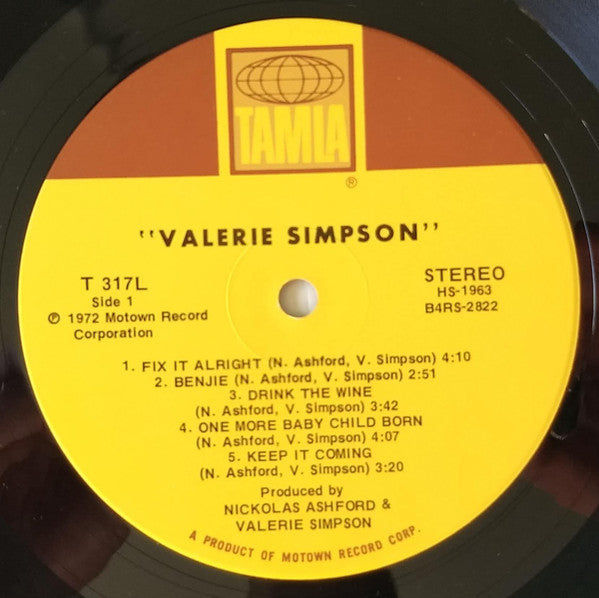 TAMLA
®
"VALERIE SIMPSON"
T 317L
Side 1
℗ 1972 Motown Record
Corporation
STEREO
HS-1963
B4RS-2822
1. FIX IT ALRIGHT (N. Ashford, V. Simpson) 4:10
2. BENJIE (N. Ashford, V. Simpson) 2:51
3. DRINK THE WINE
(N. Ashford, V. Simpson) 3:42
4. ONE MORE BABY CHILD BORN
(N. Ashford, V. Simpson) 4:07
5. KEEP IT COMING
(N. Ashford, V. Simpson) 3:20
Produced by
NICKOLAS ASHFORD &
VALERIE SIMPSON
A PRODUCT OF MOTOWN RECORD CORP.